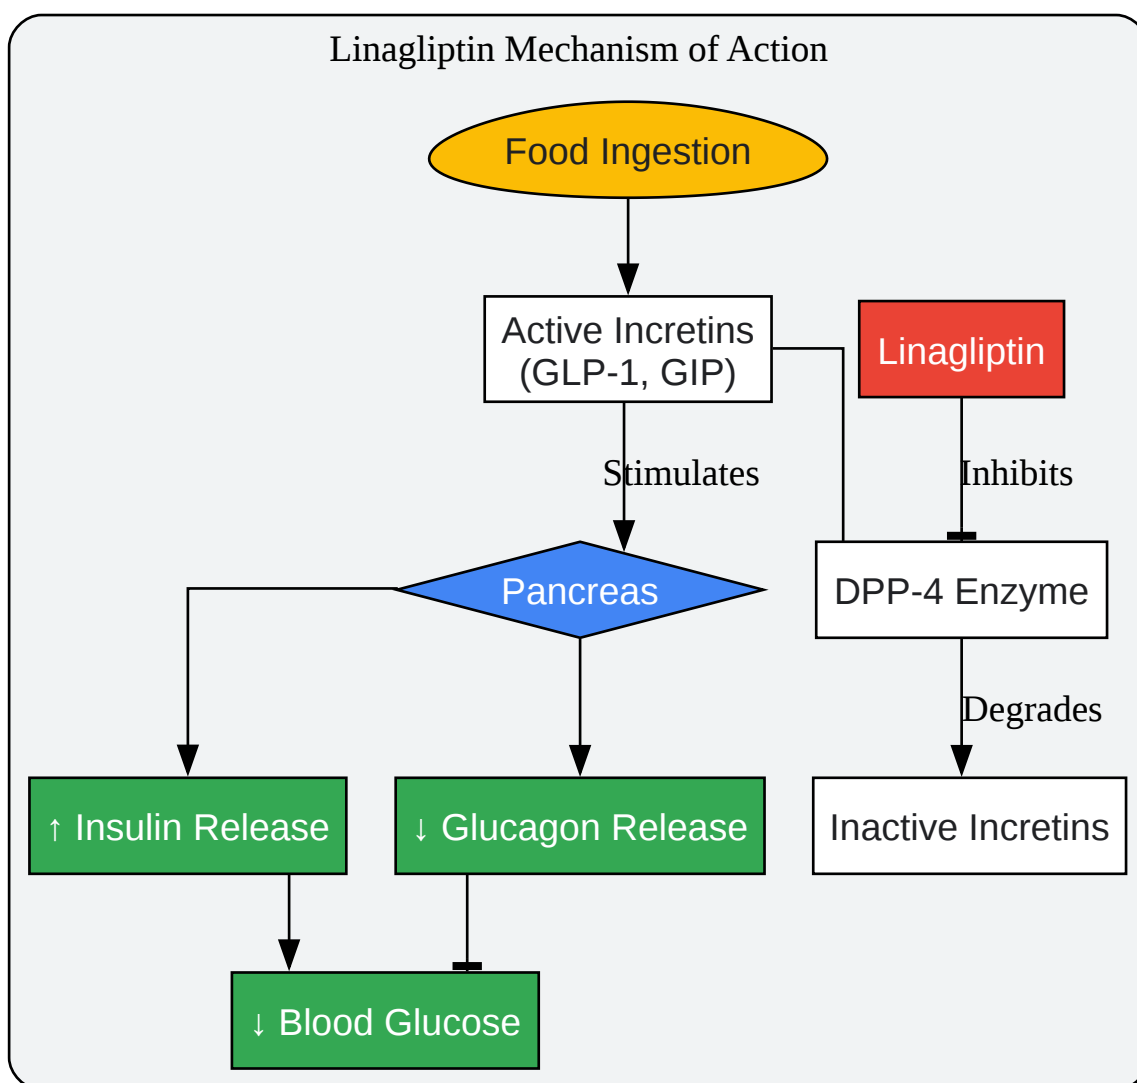 Linagliptin Mechanism of Action
Food Ingestion
Active Incretins
(GLP-1, GIP)
Linagliptin
Stimulates
Inhibits
Pancreas
DPP-4 Enzyme
Degrades
↑ Insulin Release
↓ Glucagon Release
Inactive Incretins
↓ Blood Glucose